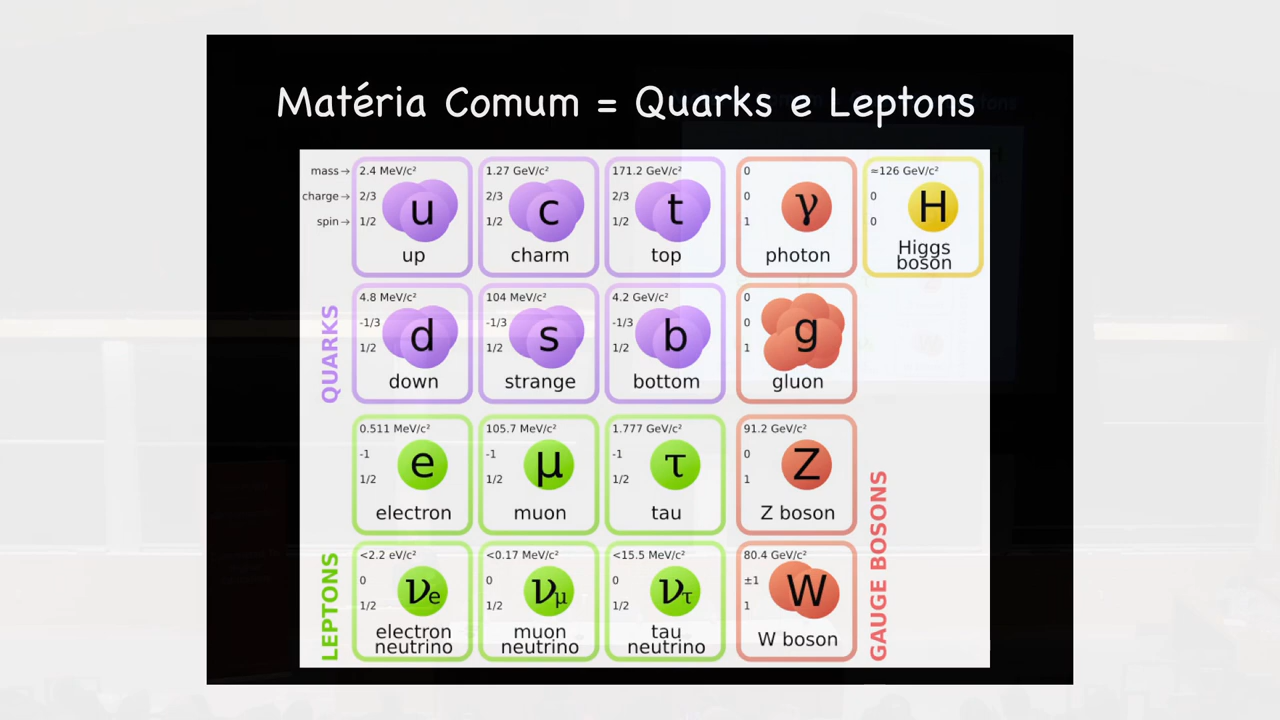 Matéria Comum = Quarks e Leptons
mass→ 2.4 MeV/c² 1.27 GeV/c² 171.2 GeV/c² 0 ≈126 GeV/c²
charge→ 2/3 2/3 2/3 0 0
spin→ 1/2 1/2 1/2 1 0
u c t γ H
up charm top photon Higgs
boson
4.8 MeV/c² 104 MeV/c² 4.2 GeV/c² 0
-1/3 -1/3 -1/3 0
1/2 1/2 1/2 1
d s b g
down strange bottom gluon
QUARKS
0.511 MeV/c² 105.7 MeV/c² 1.777 GeV/c² 91.2 GeV/c²
-1 -1 -1 0
1/2 1/2 1/2 1
e μ τ Z
electron muon tau Z boson
<2.2 eV/c² <0.17 MeV/c² <15.5 MeV/c² 80.4 GeV/c²
0 0 0 ±1
1/2 1/2 1/2 1
νe νμ ντ W
electron muon tau W boson
neutrino neutrino neutrino
LEPTONS
GAUGE BOSONS